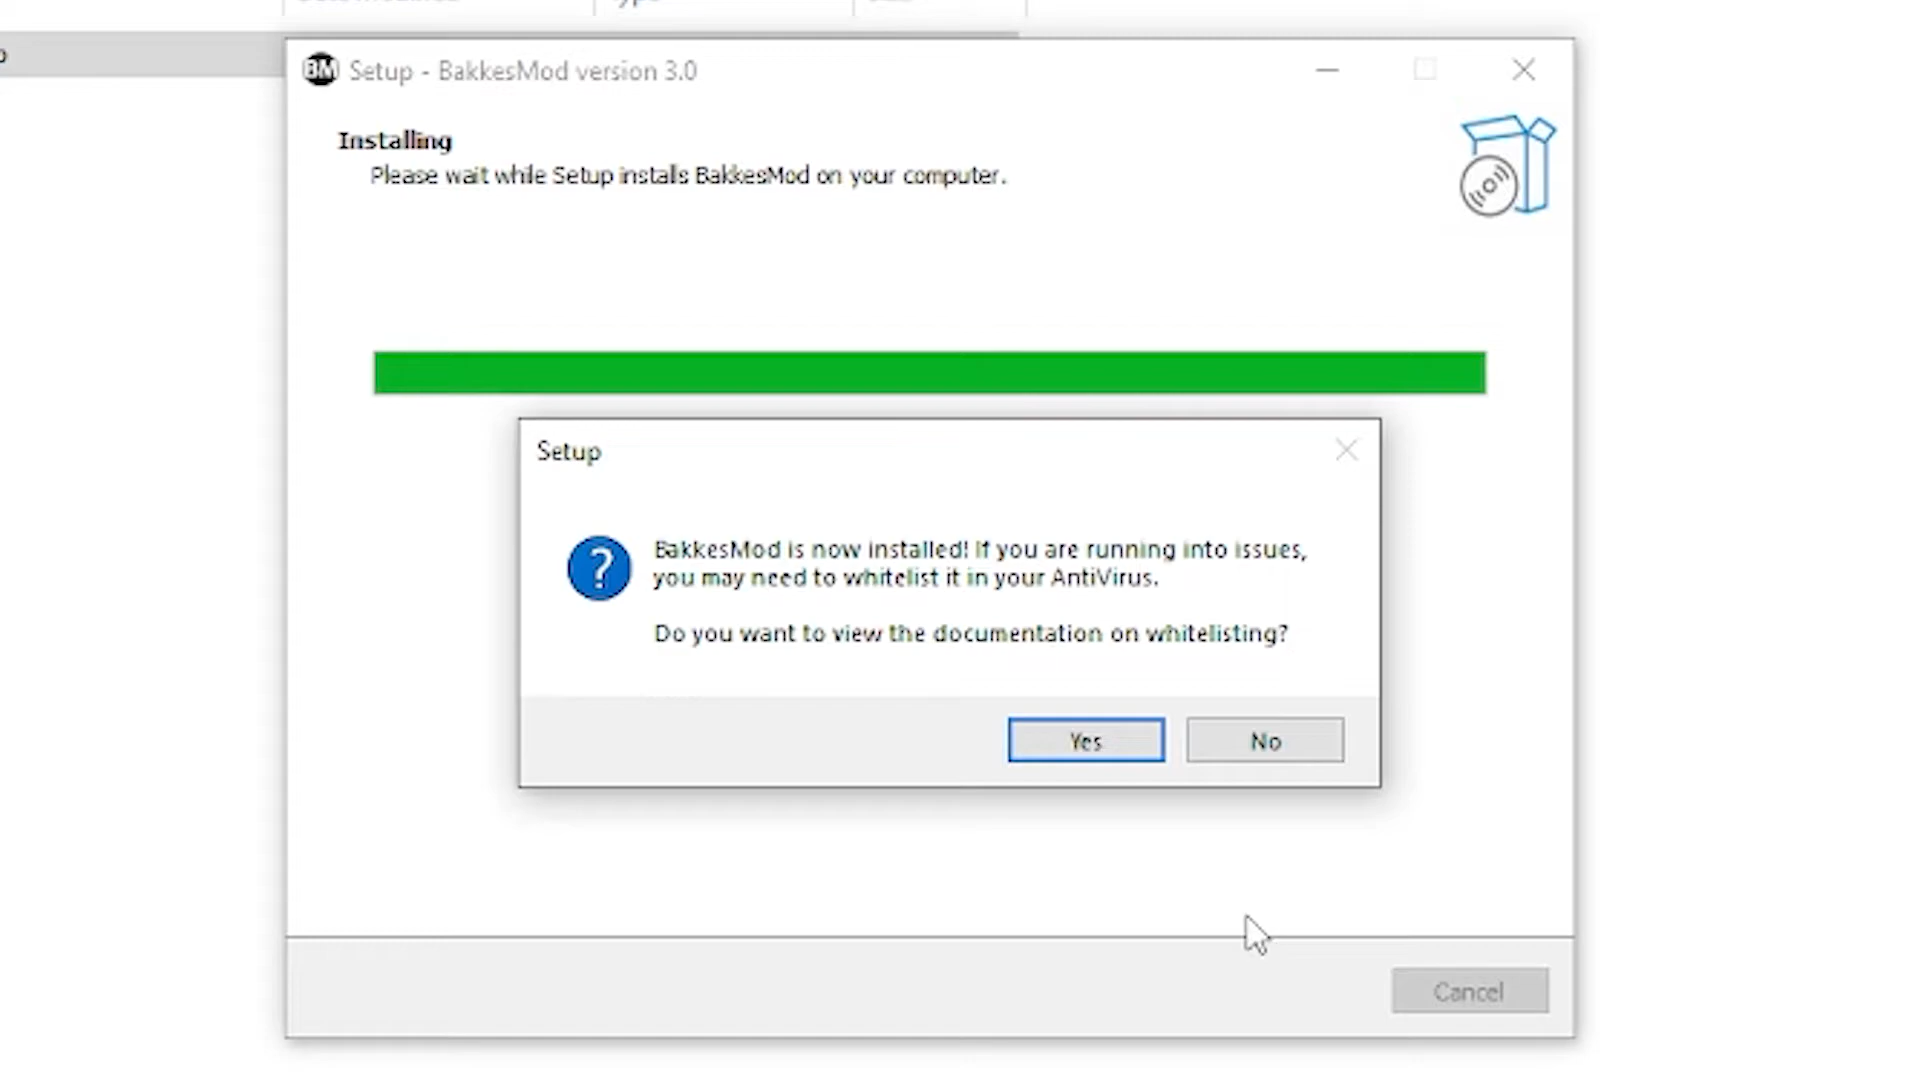 BM Setup - BakkesMod version 3.0
Installing
Please wait while Setup installs BakkesMod on your computer.
Setup
BakkesMod is now installed! If you are running into issues,
you may need to whitelist it in your AntiVirus.
Do you want to view the documentation on whitelisting?
Yes
No
Cancel